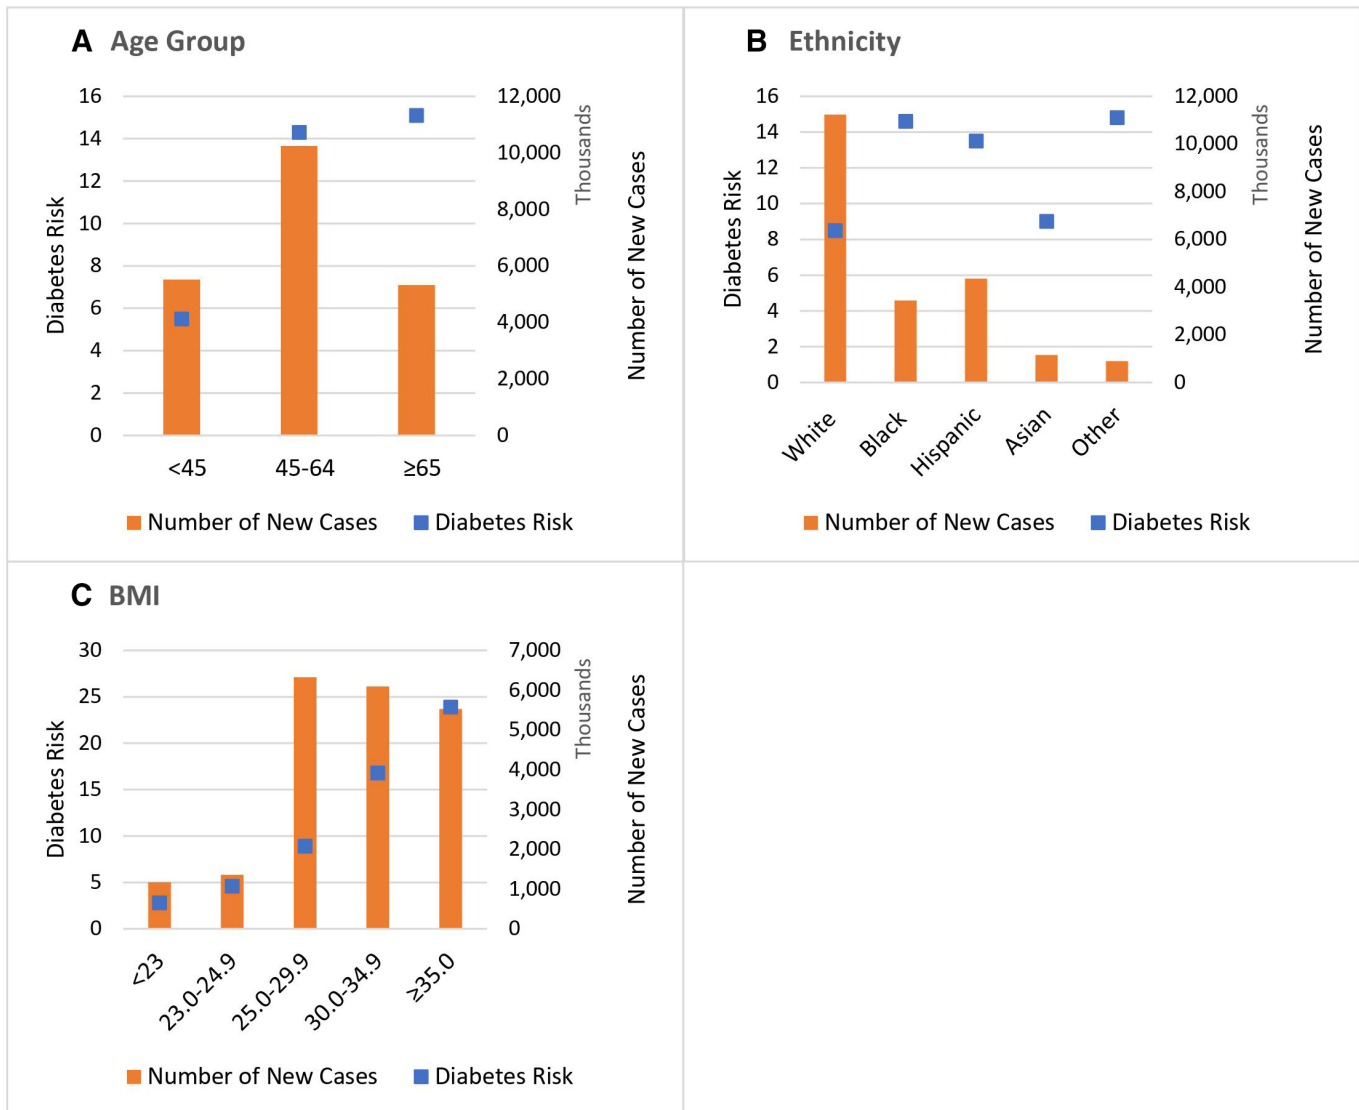 A Age Group
16
14
12
10
8
6
4
2
0
Diabetes Risk
12,000
10,000
8,000
6,000
4,000
2,000
0
Thousands
Number of New Cases
<45 45-64 ≥65
Number of New Cases Diabetes Risk
B Ethnicity
16
14
12
10
8
6
4
2
0
Diabetes Risk
12,000
10,000
8,000
6,000
4,000
2,000
0
Thousands
Number of New Cases
White Black Hispanic Asian Other
Number of New Cases Diabetes Risk
C BMI
30
25
20
15
10
5
0
Diabetes Risk
7,000
6,000
5,000
4,000
3,000
2,000
1,000
0
Thousands
Number of New Cases
<23 23.0-24.9 25.0-29.9 30.0-34.9 ≥35.0
Number of New Cases Diabetes Risk